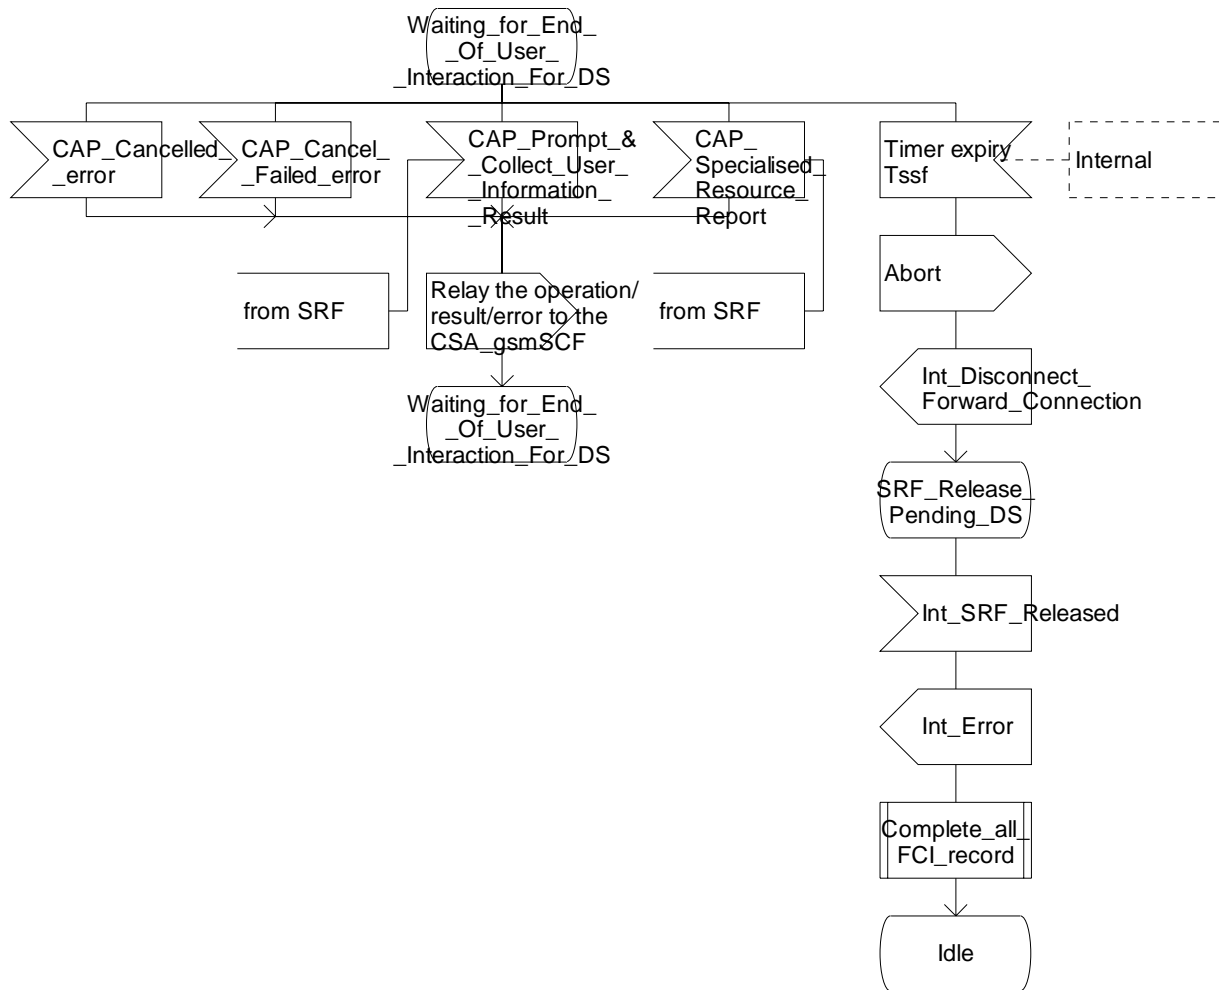 Waiting_for_End_
_Of_User_
_Interaction_For_DS
CAP_Cancelled_
_error
CAP_Cancel_
_Failed_error
CAP_Prompt_&
_Collect_User_
_Information_
_Result
CAP_
Specialised_
Resource_
Report
Timer expiry
Tssf
Internal
Abort
from SRF
Relay the operation/
result/error to the
CSA_gsmSCF
from SRF
Int_Disconnect_
Forward_Connection
Waiting_for_End_
_Of_User_
_Interaction_For_DS
SRF_Release_
Pending_DS
Int_SRF_Released
Int_Error
Complete_all_
FCI_record
Idle